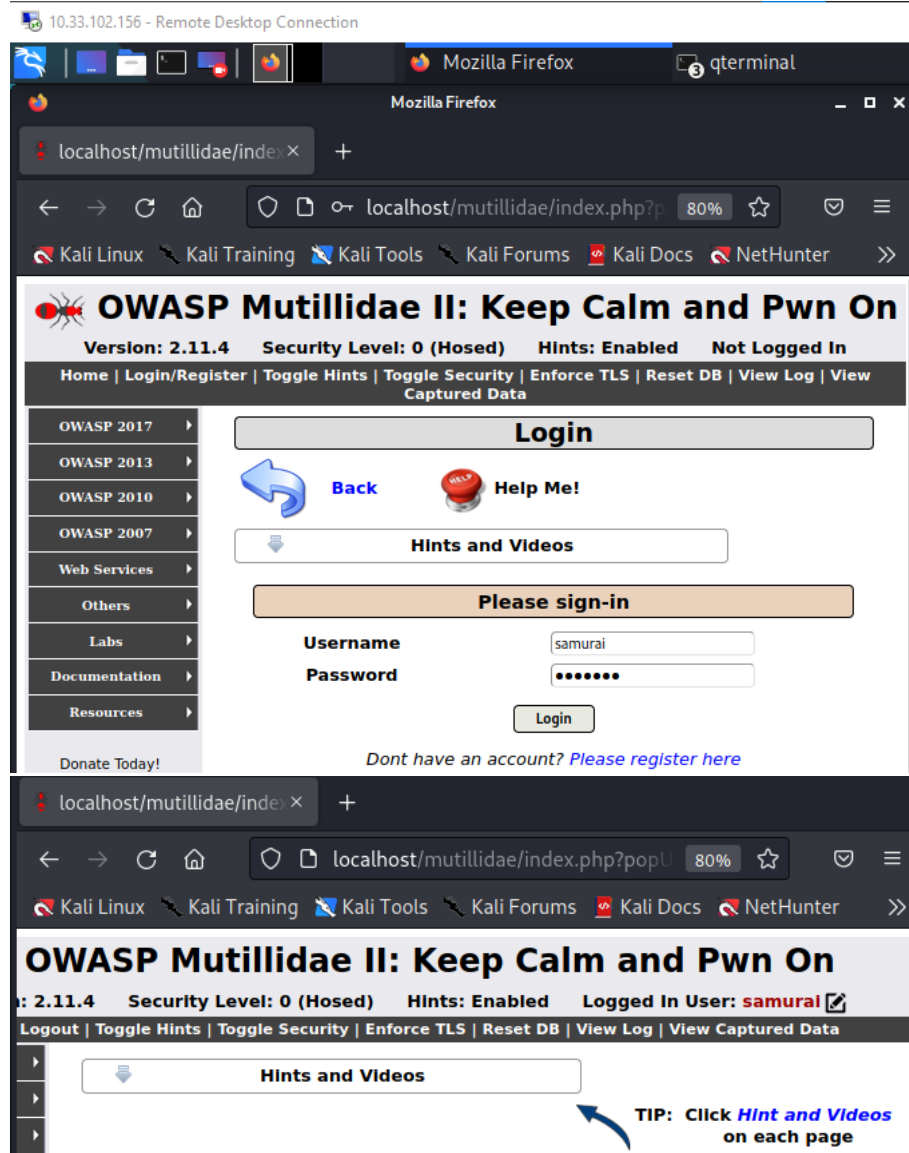 10.33.102.156 - Remote Desktop Connection
Mozilla Firefox
3 qterminal
Mozilla Firefox
localhost/mutillidae/index
localhost/mutillidae/index.php?p 80%
Kali Linux Kali Training Kali Tools Kali Forums Kali Docs NetHunter
OWASP Mutillidae II: Keep Calm and Pwn On
Version: 2.11.4 Security Level: 0 (Hosed) Hints: Enabled Not Logged In
Home | Login/Register | Toggle Hints | Toggle Security | Enforce TLS | Reset DB | View Log | View
Captured Data
OWASP 2017
Login
OWASP 2013
OWASP 2010
Back
HELP
Help Me!
OWASP 2007
Hints and Videos
Web Services
Others
Please sign-in
Labs
Username samurai
Documentation
Password •••••••
Resources
Login
Donate Today!
Dont have an account? Please register here
localhost/mutillidae/index
localhost/mutillidae/index.php?popU 80%
Kali Linux Kali Training Kali Tools Kali Forums Kali Docs NetHunter
OWASP Mutillidae II: Keep Calm and Pwn On
: 2.11.4 Security Level: 0 (Hosed) Hints: Enabled Logged In User: samurai
Logout | Toggle Hints | Toggle Security | Enforce TLS | Reset DB | View Log | View Captured Data
Hints and Videos
TIP: Click Hint and Videos
on each page